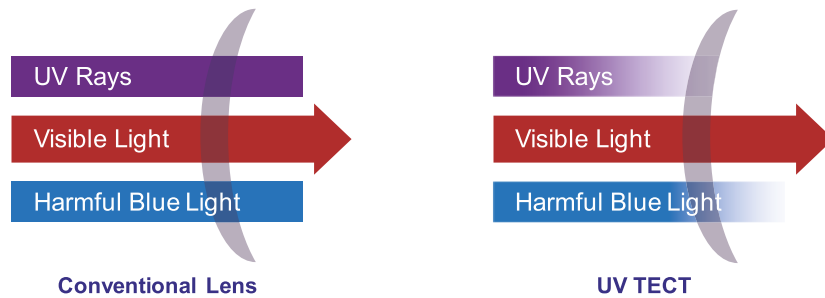 UV Rays
Visible Light
Harmful Blue Light
Conventional Lens
UV Rays
Visible Light
Harmful Blue Light
UV TECT